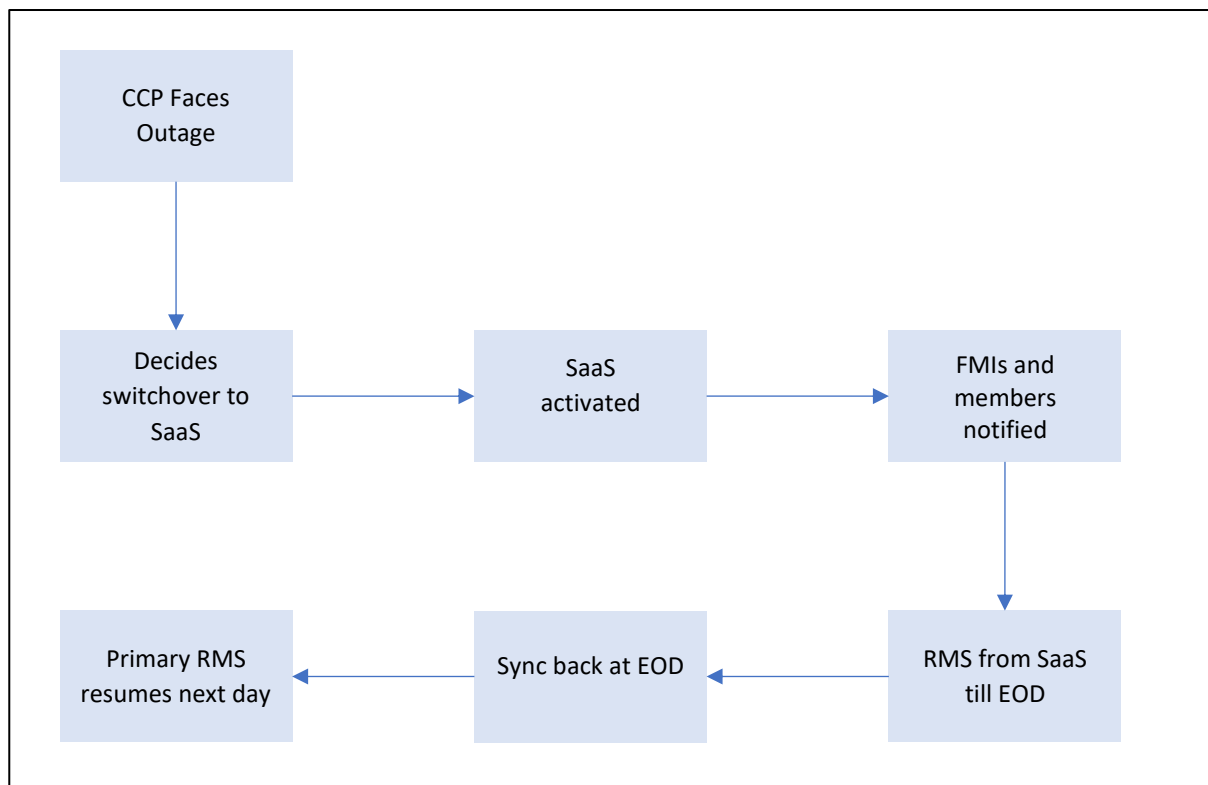 CCP Faces
Outage
Decides
switchover to
SaaS
SaaS
activated
FMIs and
members
notified
RMS from SaaS
till EOD
Sync back at EOD
Primary RMS
resumes next day